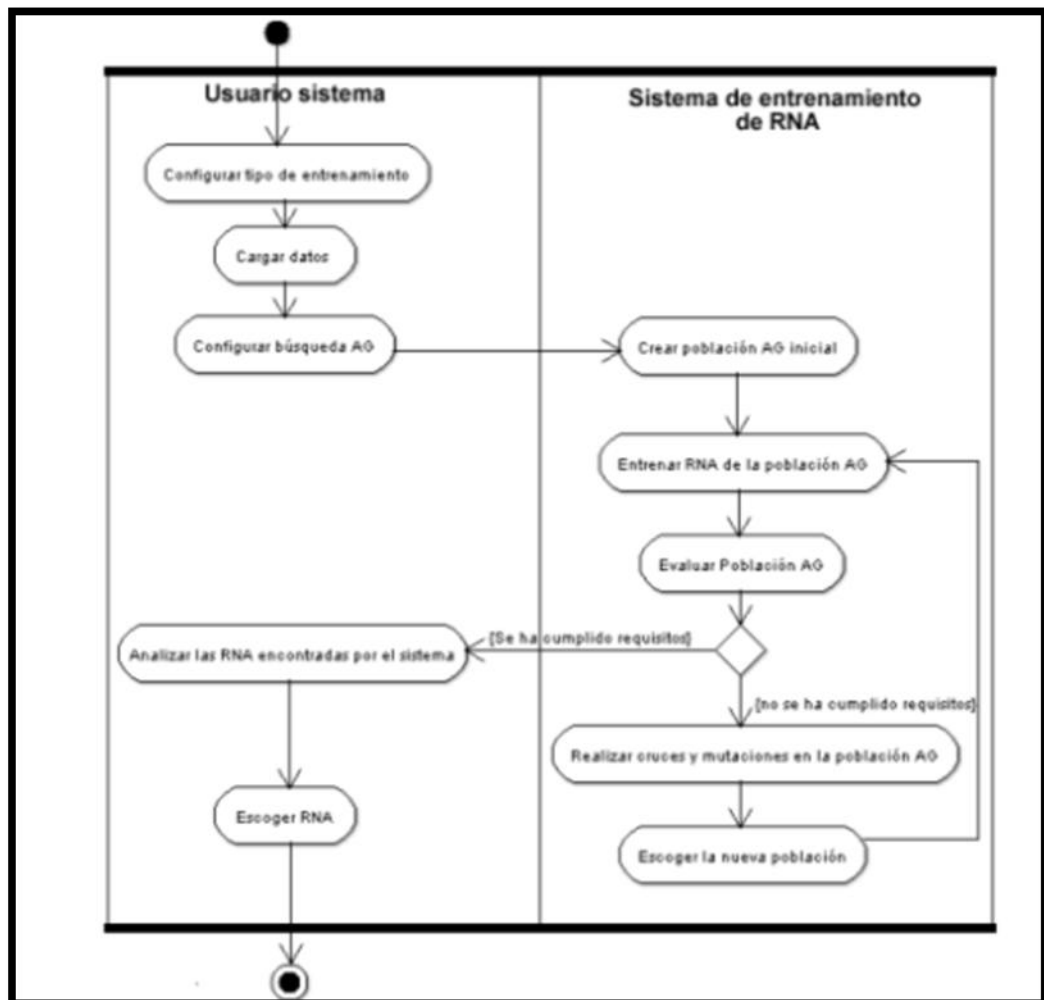 Usuario sistema
Sistema de entrenamiento
de RNA
Configurar tipo de entrenamiento
Cargar datos
Configurar búsqueda AG
Crear población AG inicial
Entrenar RNA de la población AG
Evaluar Población AG
[Se ha cumplido requisitos]
Analizar las RNA encontradas por el sistema
[no se ha cumplido requisitos]
Realizar cruces y mutaciones en la población AG
Escoger RNA
Escoger la nueva población